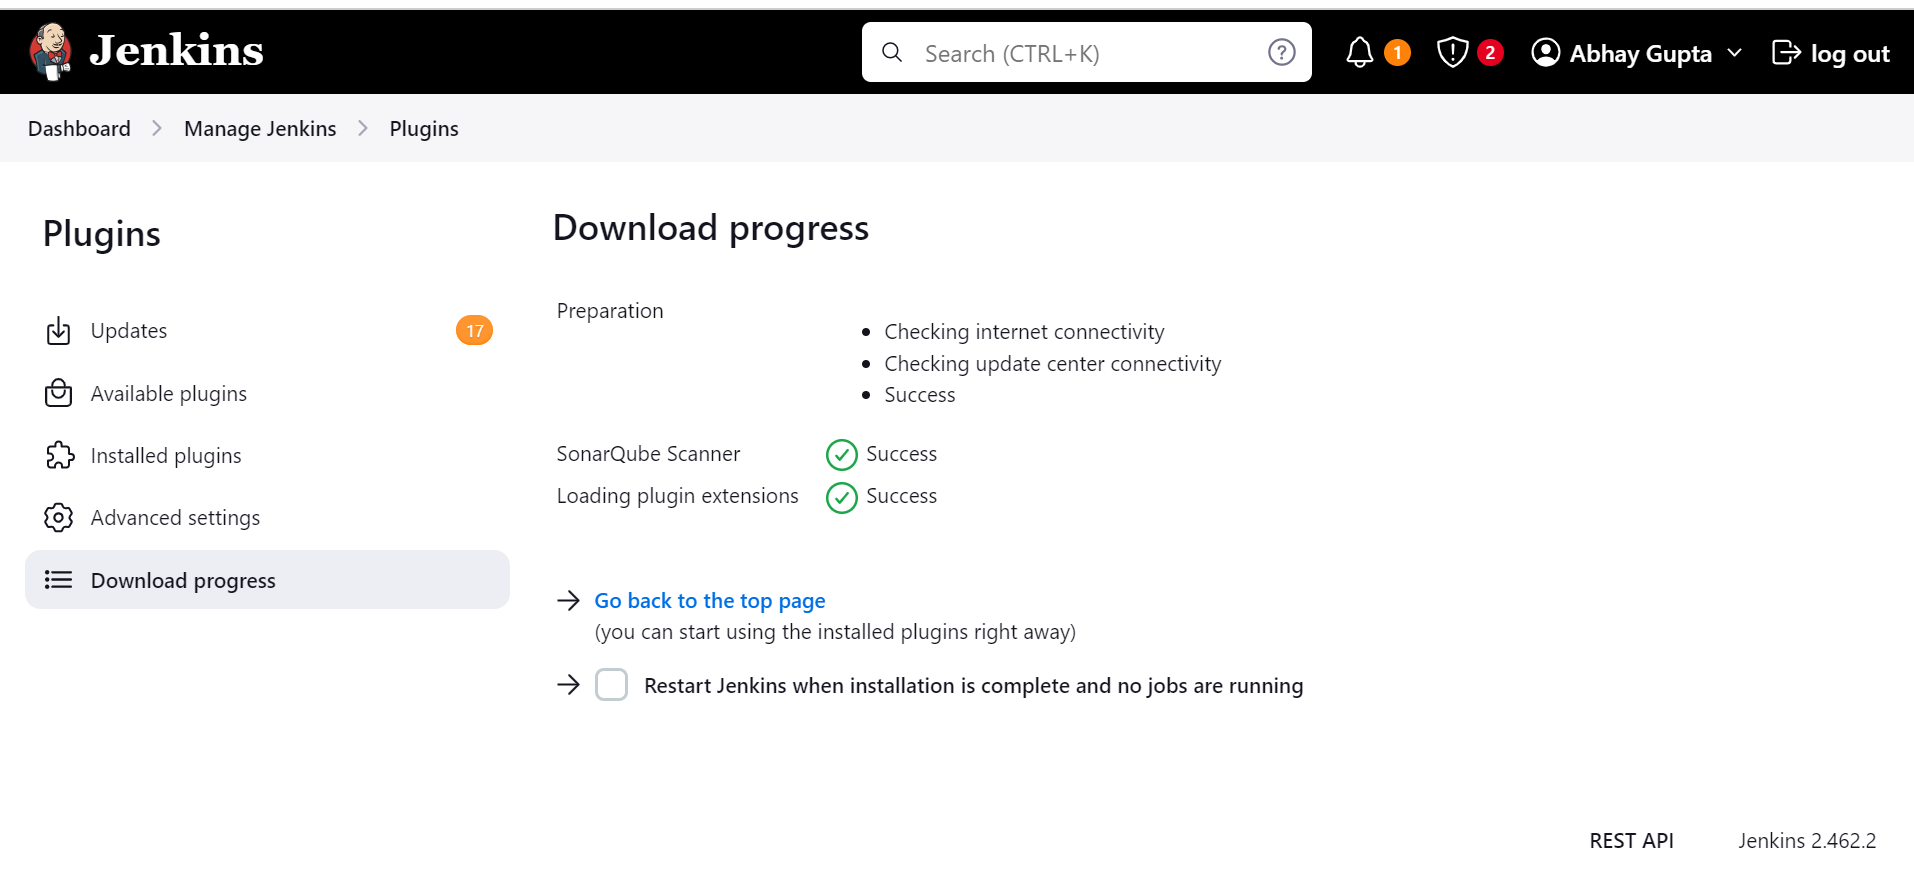 Jenkins
Search (CTRL+K)
1
2
Abhay Gupta
log out
Dashboard
Manage Jenkins
Plugins
Plugins
Updates
17
Available plugins
Installed plugins
Advanced settings
Download progress
Download progress
Preparation
Checking internet connectivity
Checking update center connectivity
Success
SonarQube Scanner
Success
Loading plugin extensions
Success
Go back to the top page
(you can start using the installed plugins right away)
Restart Jenkins when installation is complete and no jobs are running
REST API
Jenkins 2.462.2